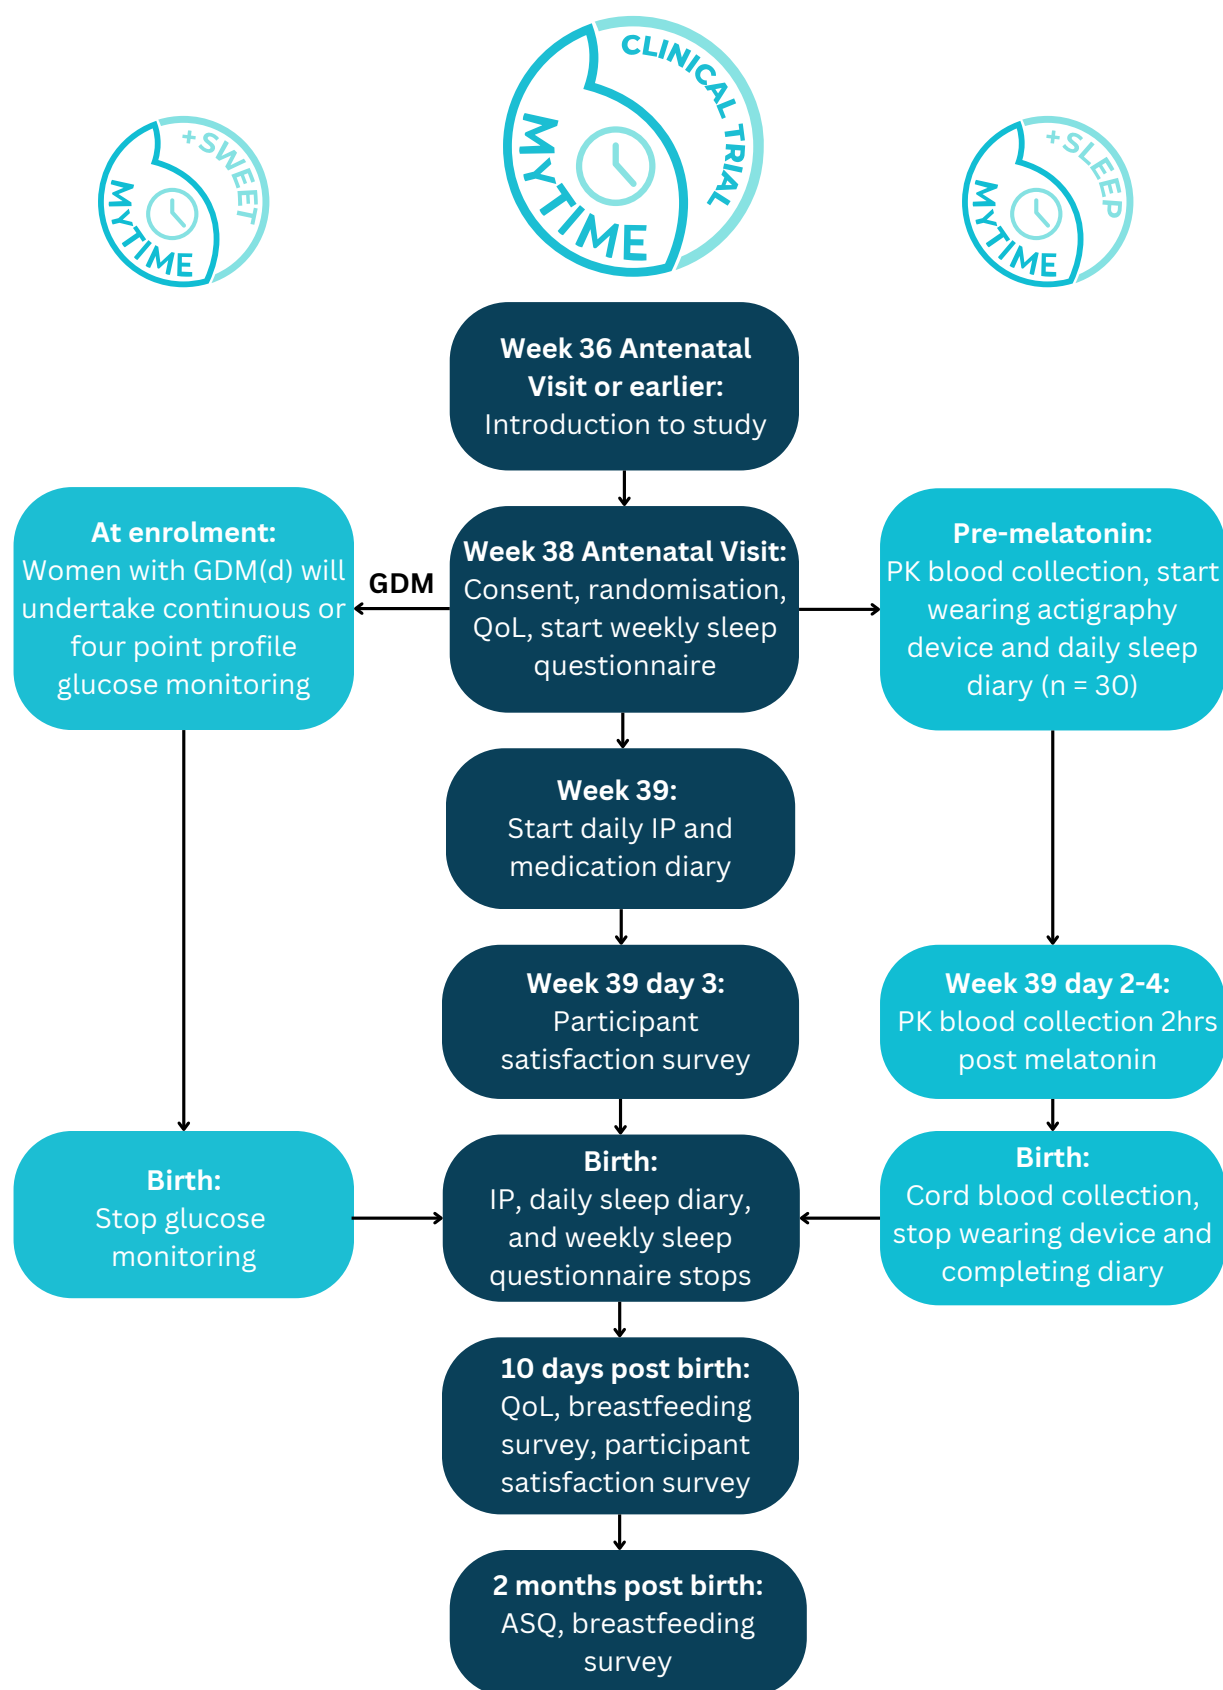 CLINICAL TRIAL
MYTIME
+SWEET
MYTIME
+SLEEP
MYTIME
Week 36 Antenatal
Visit or earlier:
Introduction to study
At enrolment:
Women with GDM(d) will
undertake continuous or
four point profile
glucose monitoring
GDM
Week 38 Antenatal Visit:
Consent, randomisation,
QoL, start weekly sleep
questionnaire
Pre-melatonin:
PK blood collection, start
wearing actigraphy
device and daily sleep
diary (n = 30)
Week 39:
Start daily IP and
medication diary
Week 39 day 3:
Participant
satisfaction survey
Week 39 day 2-4:
PK blood collection 2hrs
post melatonin
Birth:
Stop glucose
monitoring
Birth:
IP, daily sleep diary,
and weekly sleep
questionnaire stops
Birth:
Cord blood collection,
stop wearing device and
completing diary
10 days post birth:
QoL, breastfeeding
survey, participant
satisfaction survey
2 months post birth:
ASQ, breastfeeding
survey